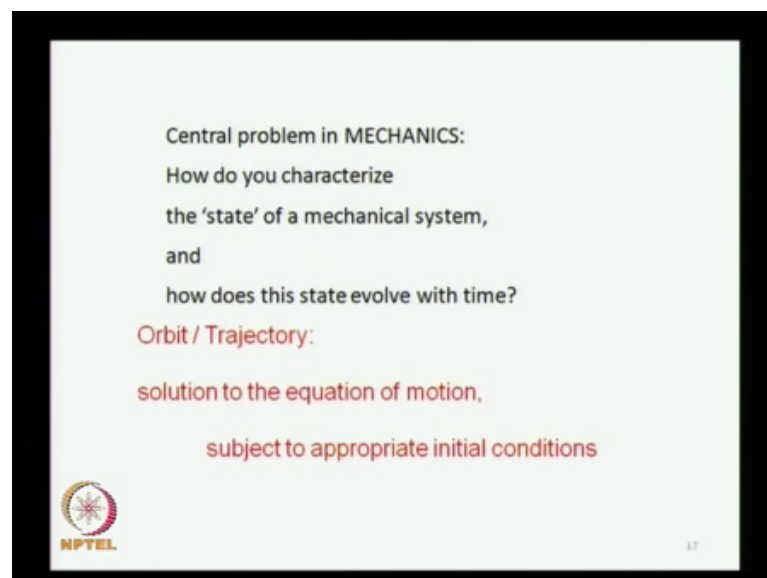 Central problem in MECHANICS:
How do you characterize
the 'state' of a mechanical system,
and
how does this state evolve with time?
Orbit / Trajectory:
solution to the equation of motion,
subject to appropriate initial conditions
NPTEL
17